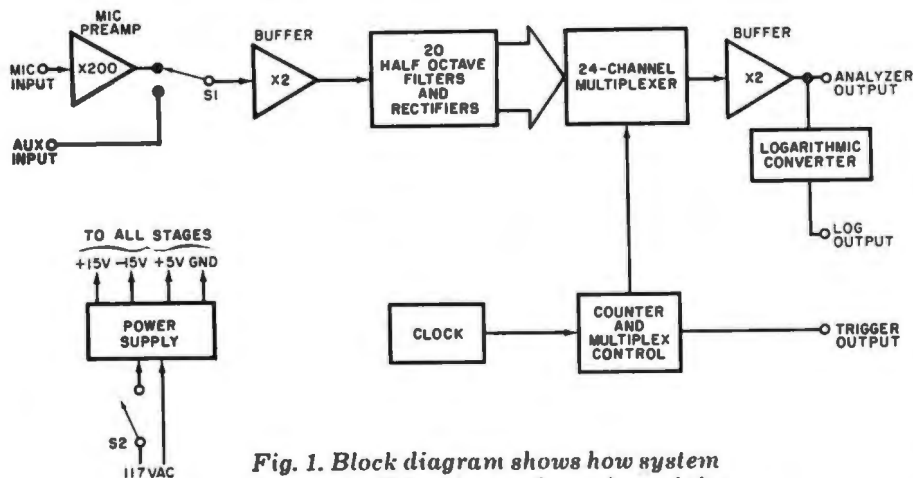 MIC
PREAMP
MIC
INPUT
X200
S1
AUX
INPUT
BUFFER
X2
20
HALF OCTAVE
FILTERS
AND
RECTIFIERS
24-CHANNEL
MULTIPLEXER
BUFFER
X2
ANALYZER
OUTPUT
LOGARITHMIC
CONVERTER
LOG
OUTPUT
TO ALL STAGES
+15V -15V +5V GND
POWER
SUPPLY
S2
117 VAC
CLOCK
COUNTER
AND
MULTIPLEX
CONTROL
TRIGGER
OUTPUT
Fig. 1. Block diagram shows how system